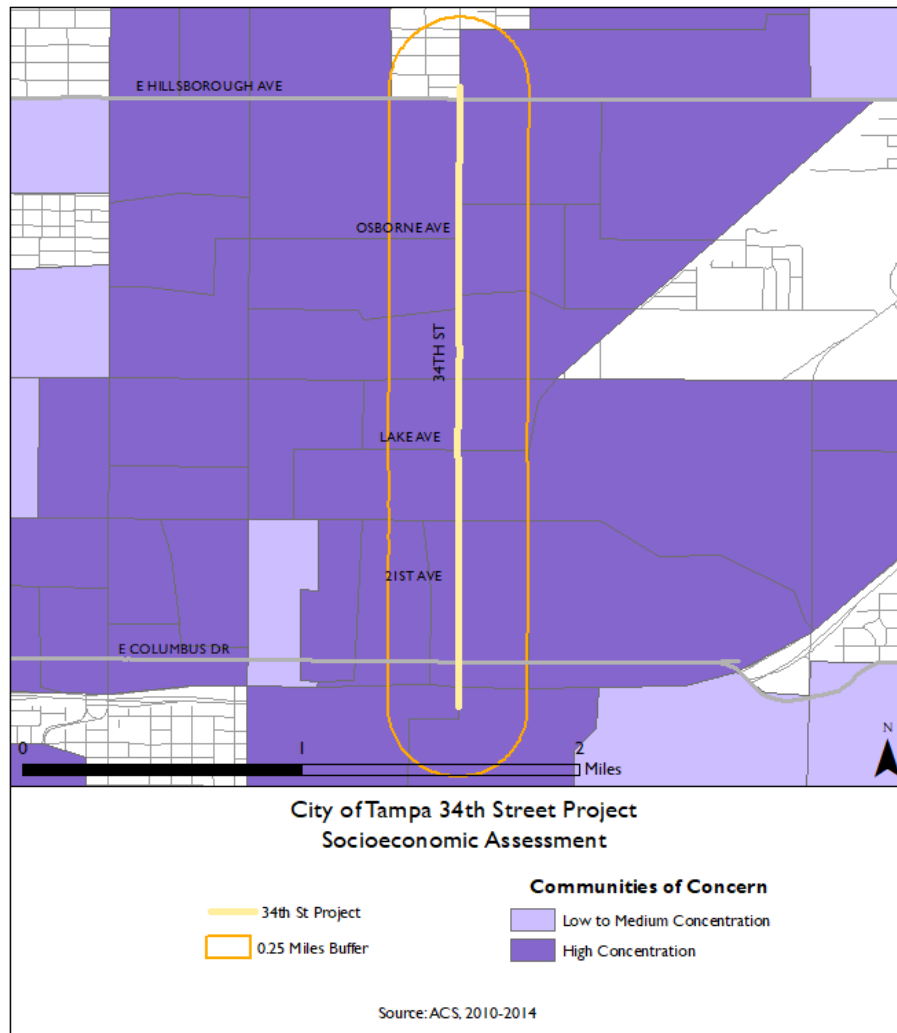 E HILLSBOROUGH AVE
OSBORNE AVE
34TH ST
LAKE AVE
21ST AVE
E COLUMBUS DR
N
0 1 2
Miles
City of Tampa 34th Street Project
Socioeconomic Assessment
Communities of Concern
34th St Project
Low to Medium Concentration
0.25 Miles Buffer
High Concentration
Source: ACS, 2010-2014